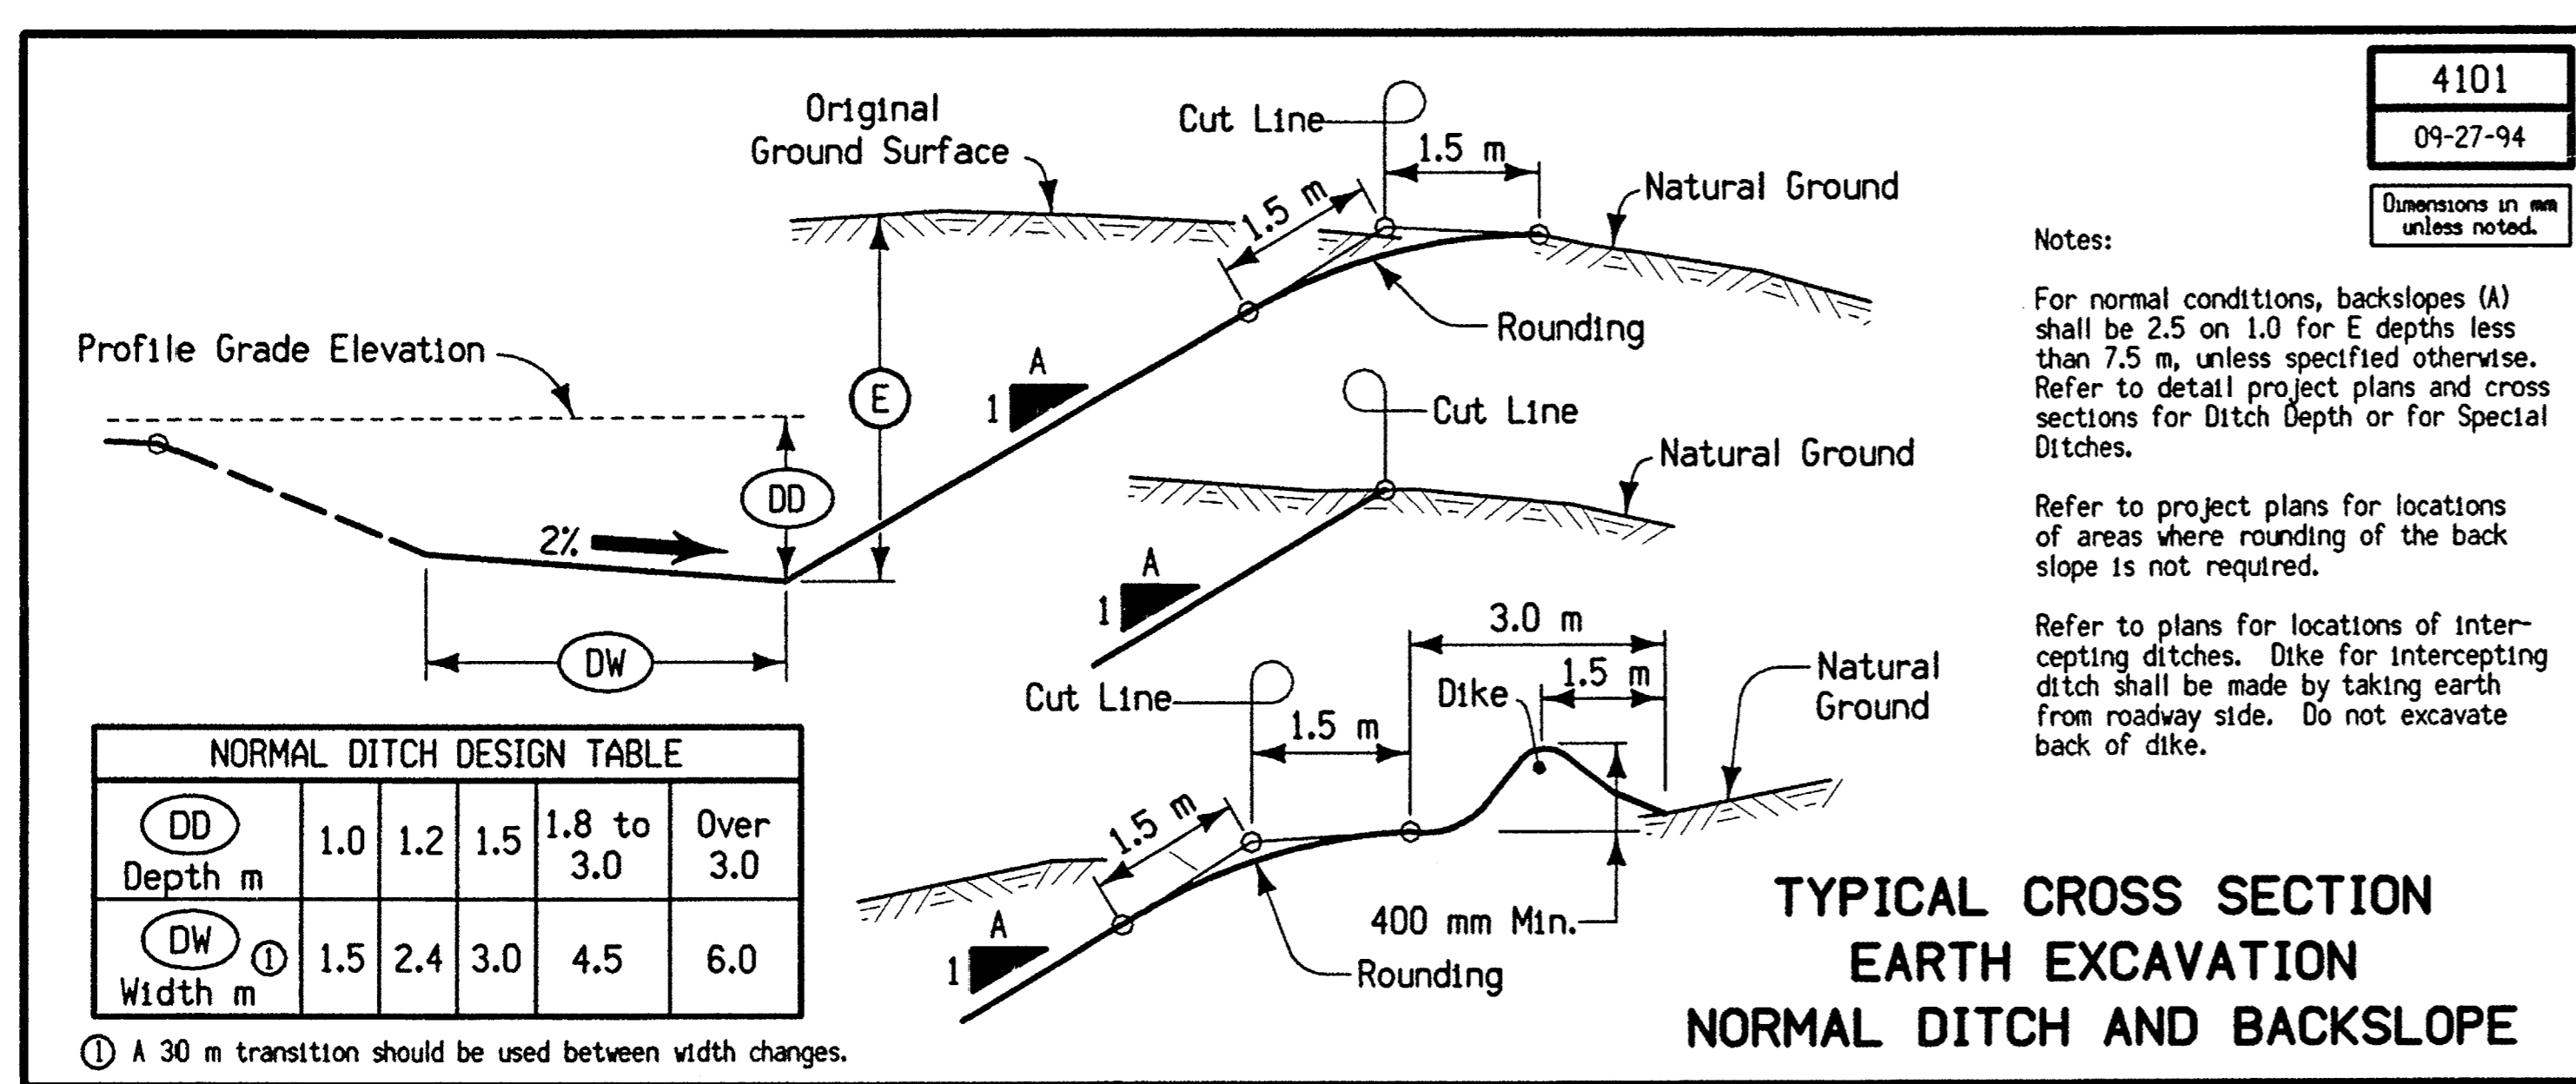 4101
09-27-94
Dimensions in mm
unless noted.
Original
Ground Surface
Cut Line
1.5 m
1.5 m
Natural Ground
Rounding
Profile Grade Elevation
A
1
E
DD
2%
DW
Cut Line
Natural Ground
A
1
3.0 m
1.5 m
Cut Line
Dike
Natural
Ground
1.5 m
1.5 m
A
1
400 mm Min.
Rounding
Notes:
For normal conditions, backslopes (A)
shall be 2.5 on 1.0 for E depths less
than 7.5 m, unless specified otherwise.
Refer to detail project plans and cross
sections for Ditch Depth or for Special
Ditches.
Refer to project plans for locations
of areas where rounding of the back
slope is not required.
Refer to plans for locations of inter-
cepting ditches. Dike for intercepting
ditch shall be made by taking earth
from roadway side. Do not excavate
back of dike.
NORMAL DITCH DESIGN TABLE
DD Depth m 1.0 1.2 1.5 1.8 to 3.0 Over 3.0
DW ① Width m 1.5 2.4 3.0 4.5 6.0
① A 30 m transition should be used between width changes.
TYPICAL CROSS SECTION
EARTH EXCAVATION
NORMAL DITCH AND BACKSLOPE